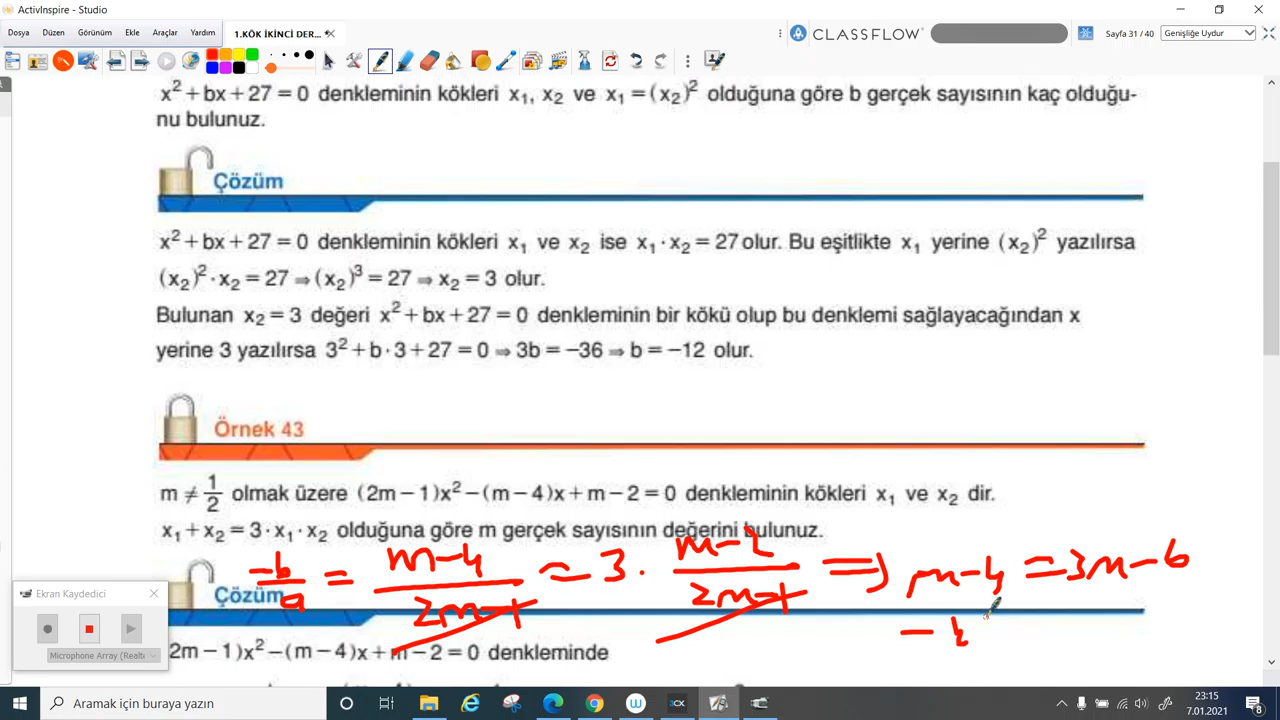 ActivInspire - Studio
Dosya Düzen Görünüm Ekle Araçlar Yardım
1.KÖK İKİNCİ DER...
CLASSFLOW
Sayfa 31 / 40
Genişliğe Uydur
x² + bx + 27 = 0 denkleminin kökleri x₁, x₂ ve x₁ = (x₂)² olduğuna göre b gerçek sayısının kaç olduğu-
nu bulunuz.
Çözüm
x² + bx + 27 = 0 denkleminin kökleri x₁ ve x₂ ise x₁ · x₂ = 27 olur. Bu eşitlikte x₁ yerine (x₂)² yazılırsa
(x₂)² · x₂ = 27 ⇒ (x₂)³ = 27 ⇒ x₂ = 3 olur.
Bulunan x₂ = 3 değeri x² + bx + 27 = 0 denkleminin bir kökü olup bu denklemi sağlayacağından x
yerine 3 yazılırsa 3² + b · 3 + 27 = 0 ⇒ 3b = −36 ⇒ b = −12 olur.
Örnek 43
m ≠ 1/2 olmak üzere (2m − 1)x² − (m − 4)x + m − 2 = 0 denkleminin kökleri x₁ ve x₂ dir.
x₁ + x₂ = 3 · x₁ · x₂ olduğuna göre m gerçek sayısının değerini bulunuz.
-b/a = m-4/2m-1 = 3 . m-2/2m-1 ⇒ m-4 = 3m-6
Çözüm
2m − 1)x² − (m − 4)x + m − 2 = 0 denkleminde
Ekran Kaydedici
Microphone Array (Realte
Aramak için buraya yazın
23:15
7.01.2021
8